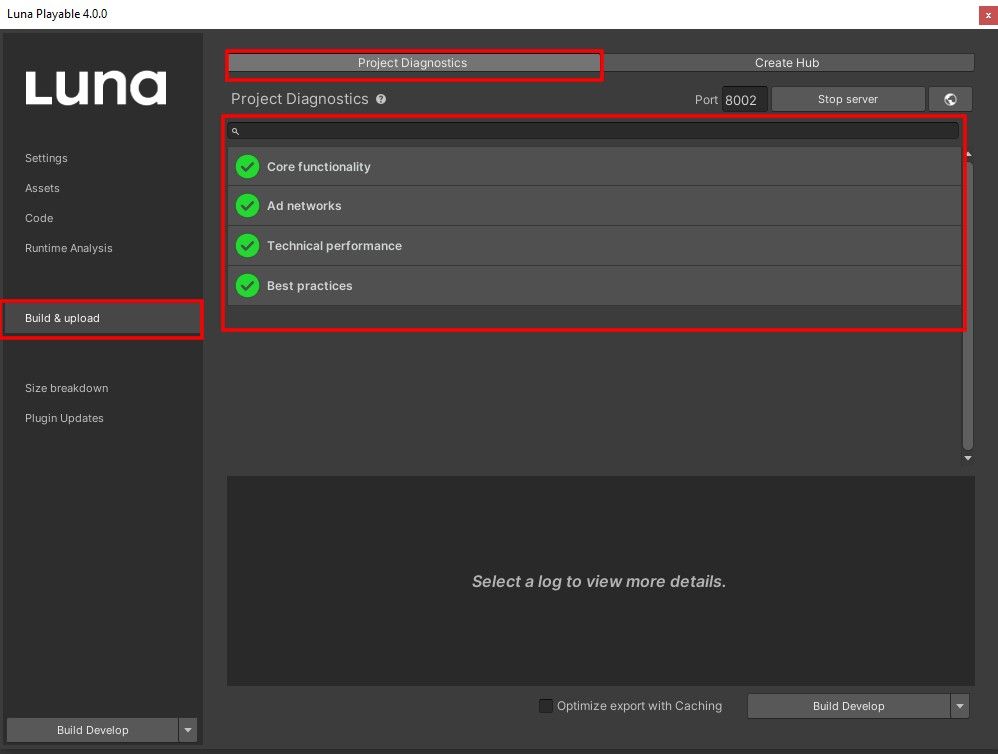 Luna Playable 4.0.0
x
Luna
Settings
Assets
Code
Runtime Analysis
Build & upload
Size breakdown
Plugin Updates
Build Develop
Project Diagnostics
Create Hub
Project Diagnostics ?
Port 8002 Stop server
Core functionality
Ad networks
Technical performance
Best practices
Select a log to view more details.
Optimize export with Caching
Build Develop